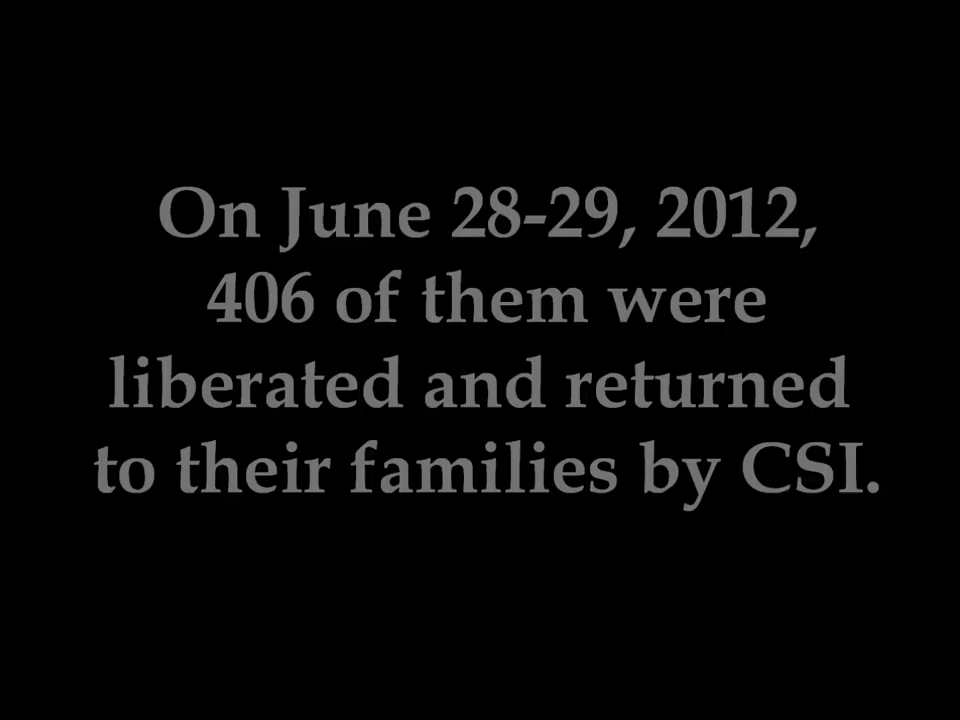 On June 28-29, 2012,
406 of them were
liberated and returned
to their families by CSI.